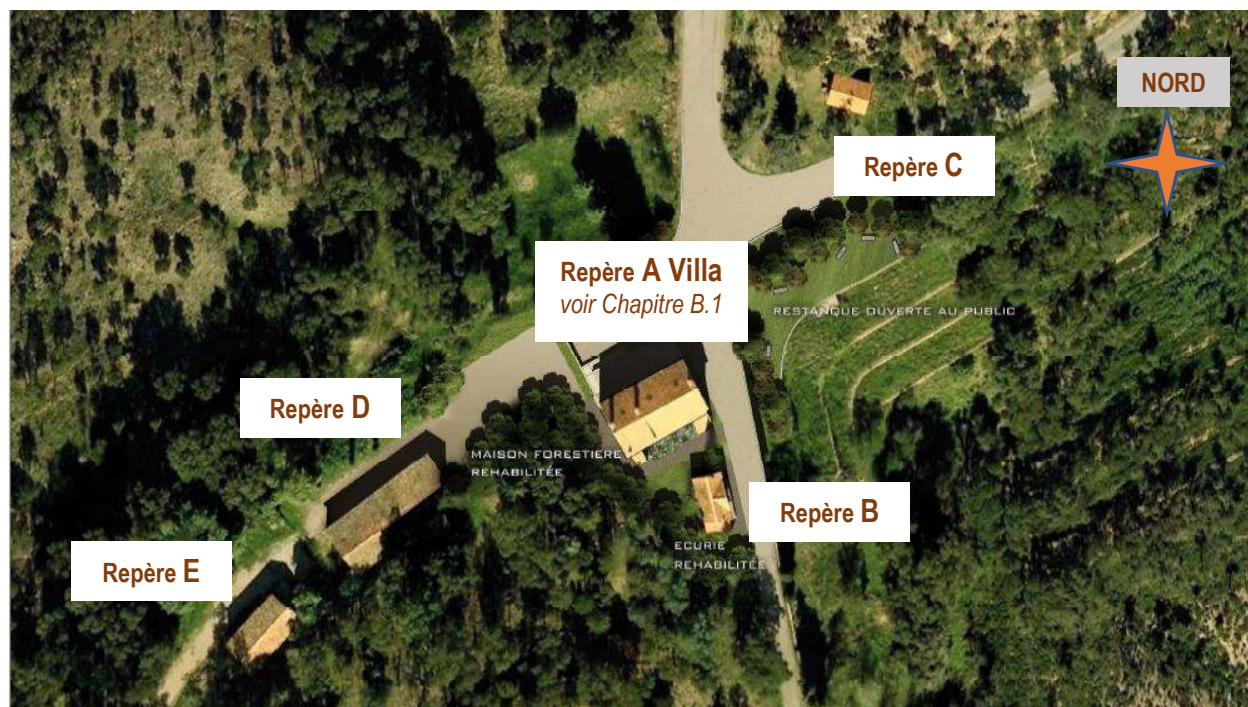 NORD
Repère C
Repère A Villa
voir Chapitre B.1
RESTANQUE OUVERTE AU PUBLIC
Repère D
MAISON FORESTIERE
REHABILITÉE
Repère B
ECURIE
REHABILITÉE
Repère E